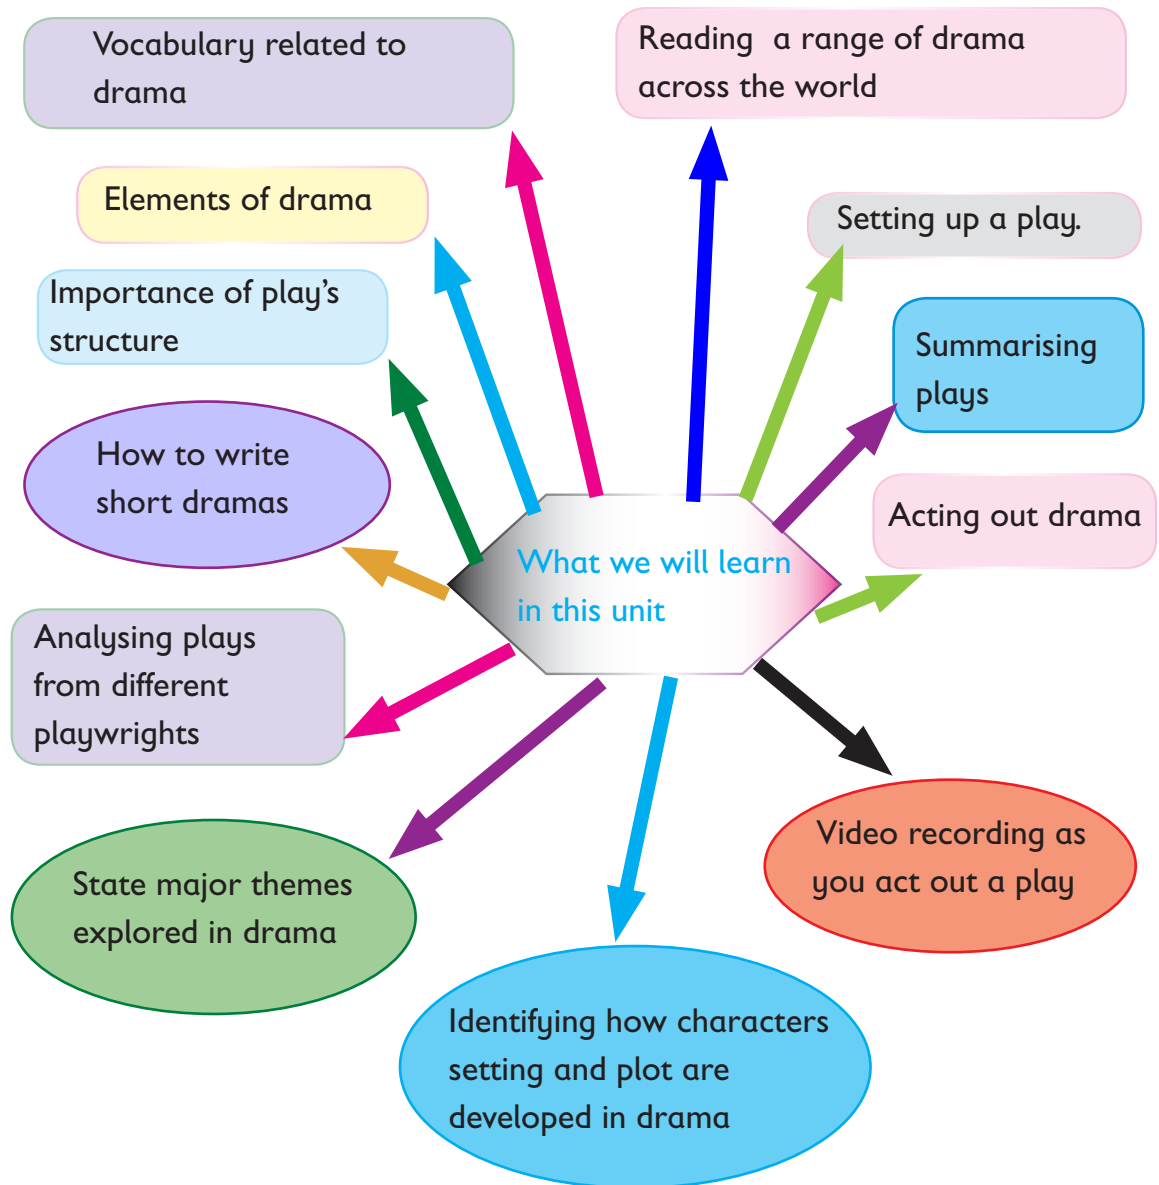 Vocabulary related to
drama
Reading a range of drama
across the world
Elements of drama
Setting up a play.
Importance of play's
structure
Summarising
plays
How to write
short dramas
Acting out drama
What we will learn
in this unit
Analysing plays
from different
playwrights
Video recording as
you act out a play
State major themes
explored in drama
Identifying how characters
setting and plot are
developed in drama